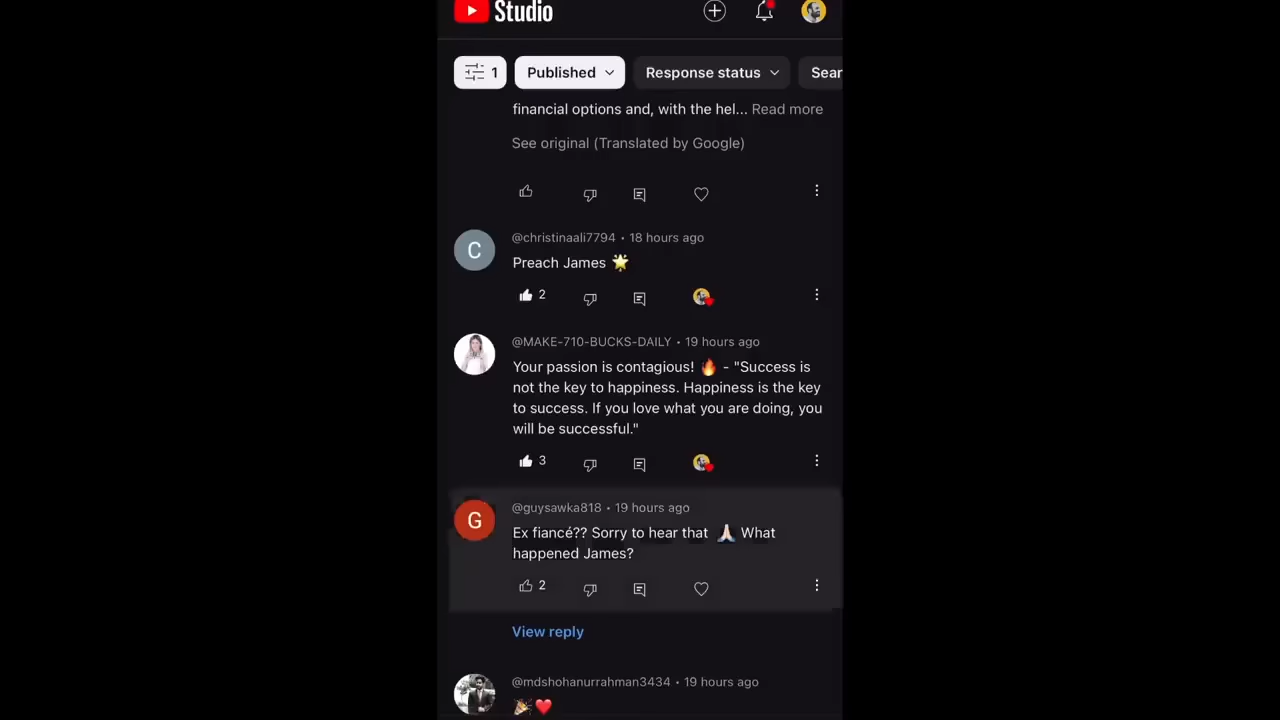 Studio
1
Published
Response status
Sear
financial options and, with the hel... Read more
See original (Translated by Google)
C
@christinaali7794 • 18 hours ago
Preach James 🌟
2
@MAKE-710-BUCKS-DAILY • 19 hours ago
Your passion is contagious! 🔥 - "Success is
not the key to happiness. Happiness is the key
to success. If you love what you are doing, you
will be successful."
3
G
@guysawka818 • 19 hours ago
Ex fiancé?? Sorry to hear that 🙏🏻 What
happened James?
2
View reply
@mdshohanurrahman3434 • 19 hours ago
🎉❤️